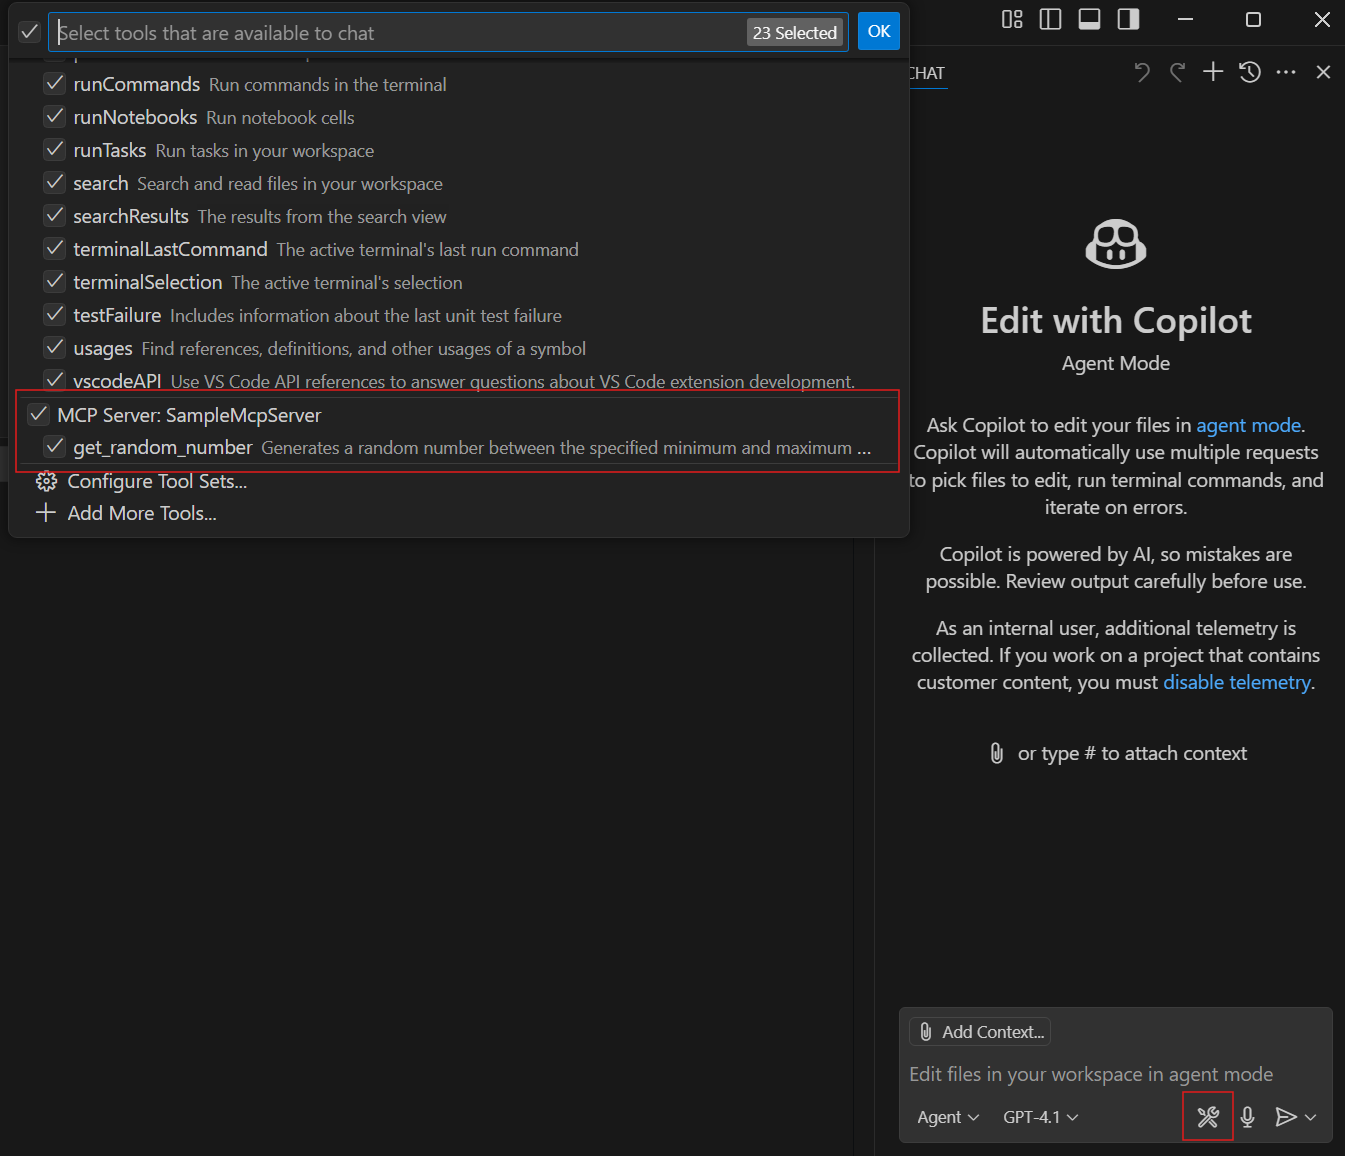 Select tools that are available to chat
23 Selected
OK
runCommands Run commands in the terminal
runNotebooks Run notebook cells
runTasks Run tasks in your workspace
search Search and read files in your workspace
searchResults The results from the search view
terminalLastCommand The active terminal's last run command
terminalSelection The active terminal's selection
testFailure Includes information about the last unit test failure
usages Find references, definitions, and other usages of a symbol
vscodeAPI Use VS Code API references to answer questions about VS Code extension development.
MCP Server: SampleMcpServer
get_random_number Generates a random number between the specified minimum and maximum ...
Configure Tool Sets...
Add More Tools...
CHAT
Edit with Copilot
Agent Mode
Ask Copilot to edit your files in agent mode.
Copilot will automatically use multiple requests
to pick files to edit, run terminal commands, and
iterate on errors.
Copilot is powered by AI, so mistakes are
possible. Review output carefully before use.
As an internal user, additional telemetry is
collected. If you work on a project that contains
customer content, you must disable telemetry.
or type # to attach context
Add Context...
Edit files in your workspace in agent mode
Agent
GPT-4.1